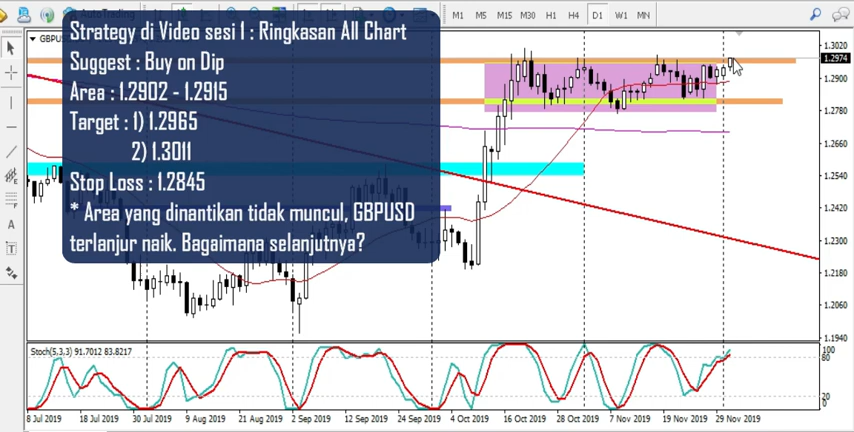 AutoTrading
M1 M5 M15 M30 H1 H4 D1 W1 MN
GBPUS
Strategy di Video sesi I : Ringkasan All Chart
Suggest : Buy on Dip
Area : 1.2902 - 1.2915
Target : 1) 1.2965
2) 1.3011
Stop Loss : 1.2845
* Area yang dinantikan tidak muncul, GBPUSD
terlanjur naik. Bagaimana selanjutnya?
1.3020
1.2974
1.2900
1.2780
1.2660
1.2540
1.2420
1.2300
1.2180
1.2060
1.1940
Stoch(5,3,3) 91.7012 83.8217
100
80
20
0
8 Jul 2019 18 Jul 2019 30 Jul 2019 9 Aug 2019 21 Aug 2019 2 Sep 2019 12 Sep 2019 24 Sep 2019 4 Oct 2019 16 Oct 2019 28 Oct 2019 7 Nov 2019 19 Nov 2019 29 Nov 2019